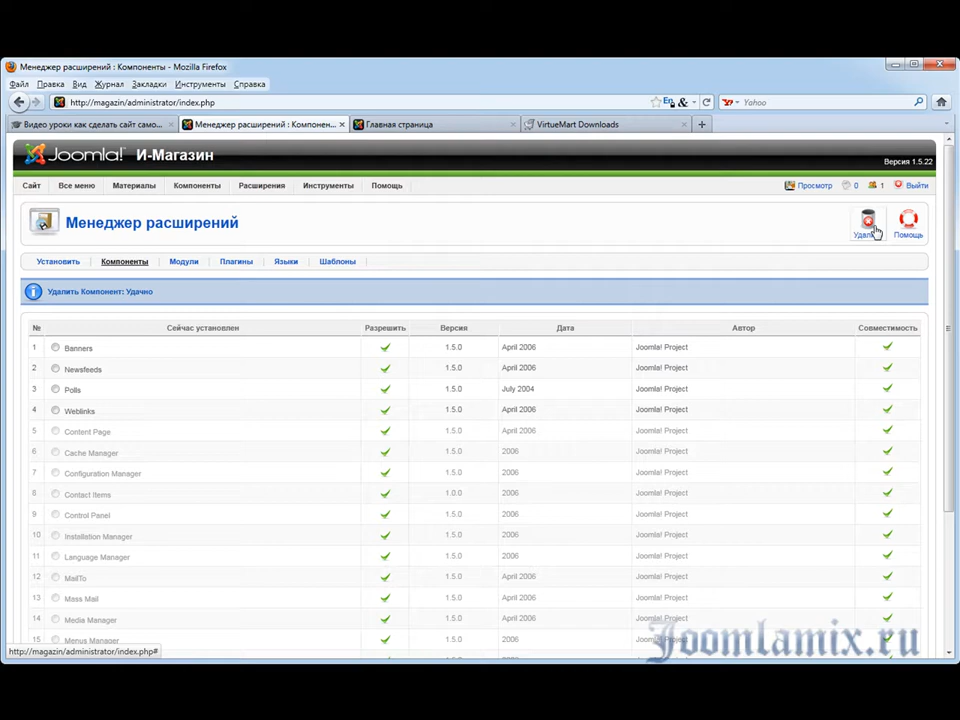 Менеджер расширений : Компоненты - Mozilla Firefox
Файл Правка Вид Журнал Закладки Инструменты Справка
http://magazin/administrator/index.php
Yahoo
Видео уроки как сделать сайт само...
Менеджер расширений : Компонен...
Главная страница
VirtueMart Downloads
Joomla! И-Магазин
Версия 1.5.22
Сайт Все меню Материалы Компоненты Расширения Инструменты Помощь
Просмотр 0 1 Выйти
Менеджер расширений
Помощь
Установить Компоненты Модули Плагины Языки Шаблоны
Удалить Компонент: Удачно
№ Сейчас установлен Разрешить Версия Дата Автор Совместимость
1 Banners 1.5.0 April 2006 Joomla! Project
2 Newsfeeds 1.5.0 April 2006 Joomla! Project
3 Polls 1.5.0 July 2004 Joomla! Project
4 Weblinks 1.5.0 April 2006 Joomla! Project
5 Content Page 1.5.0 April 2006 Joomla! Project
6 Cache Manager 1.5.0 2006 Joomla! Project
7 Configuration Manager 1.5.0 2006 Joomla! Project
8 Contact Items 1.0.0 2006 Joomla! Project
9 Control Panel 1.5.0 2006 Joomla! Project
10 Installation Manager 1.5.0 2006 Joomla! Project
11 Language Manager 1.5.0 2006 Joomla! Project
12 MailTo 1.5.0 April 2006 Joomla! Project
13 Mass Mail 1.5.0 2006 Joomla! Project
14 Media Manager 1.5.0 April 2006 Joomla! Project
15 Menus Manager 1.5.0 2006 Joomla! Project
http://magazin/administrator/index.php#
Joomlamix.ru